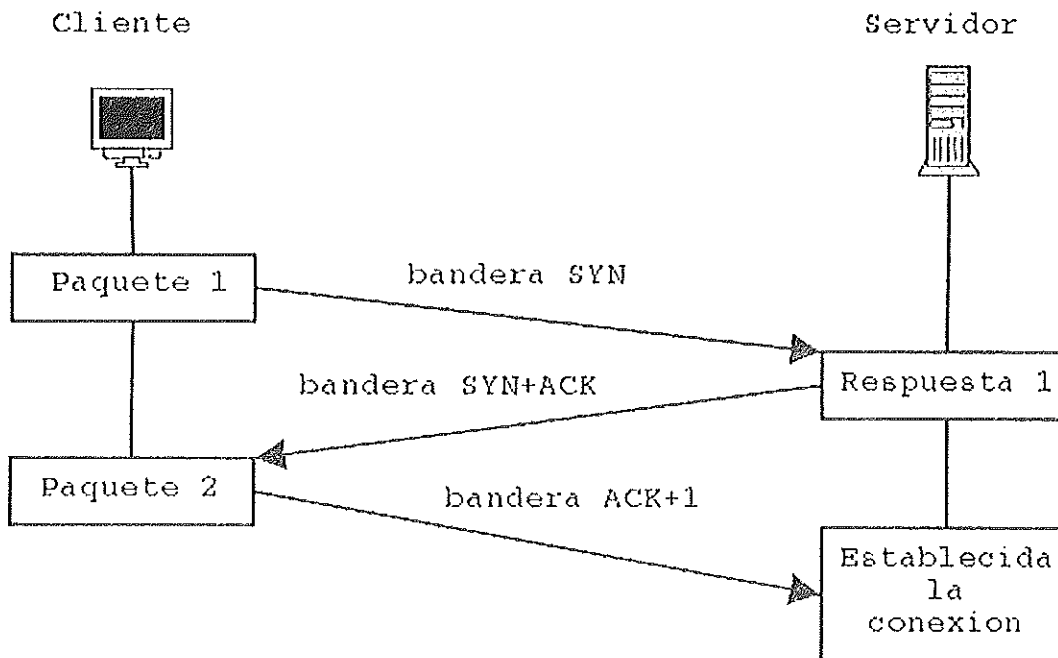 Cliente
Servidor
Paquete 1
bandera SYN
bandera SYN+ACK
Respuesta 1
Paquete 2
bandera ACK+1
Establecida
la
conexion